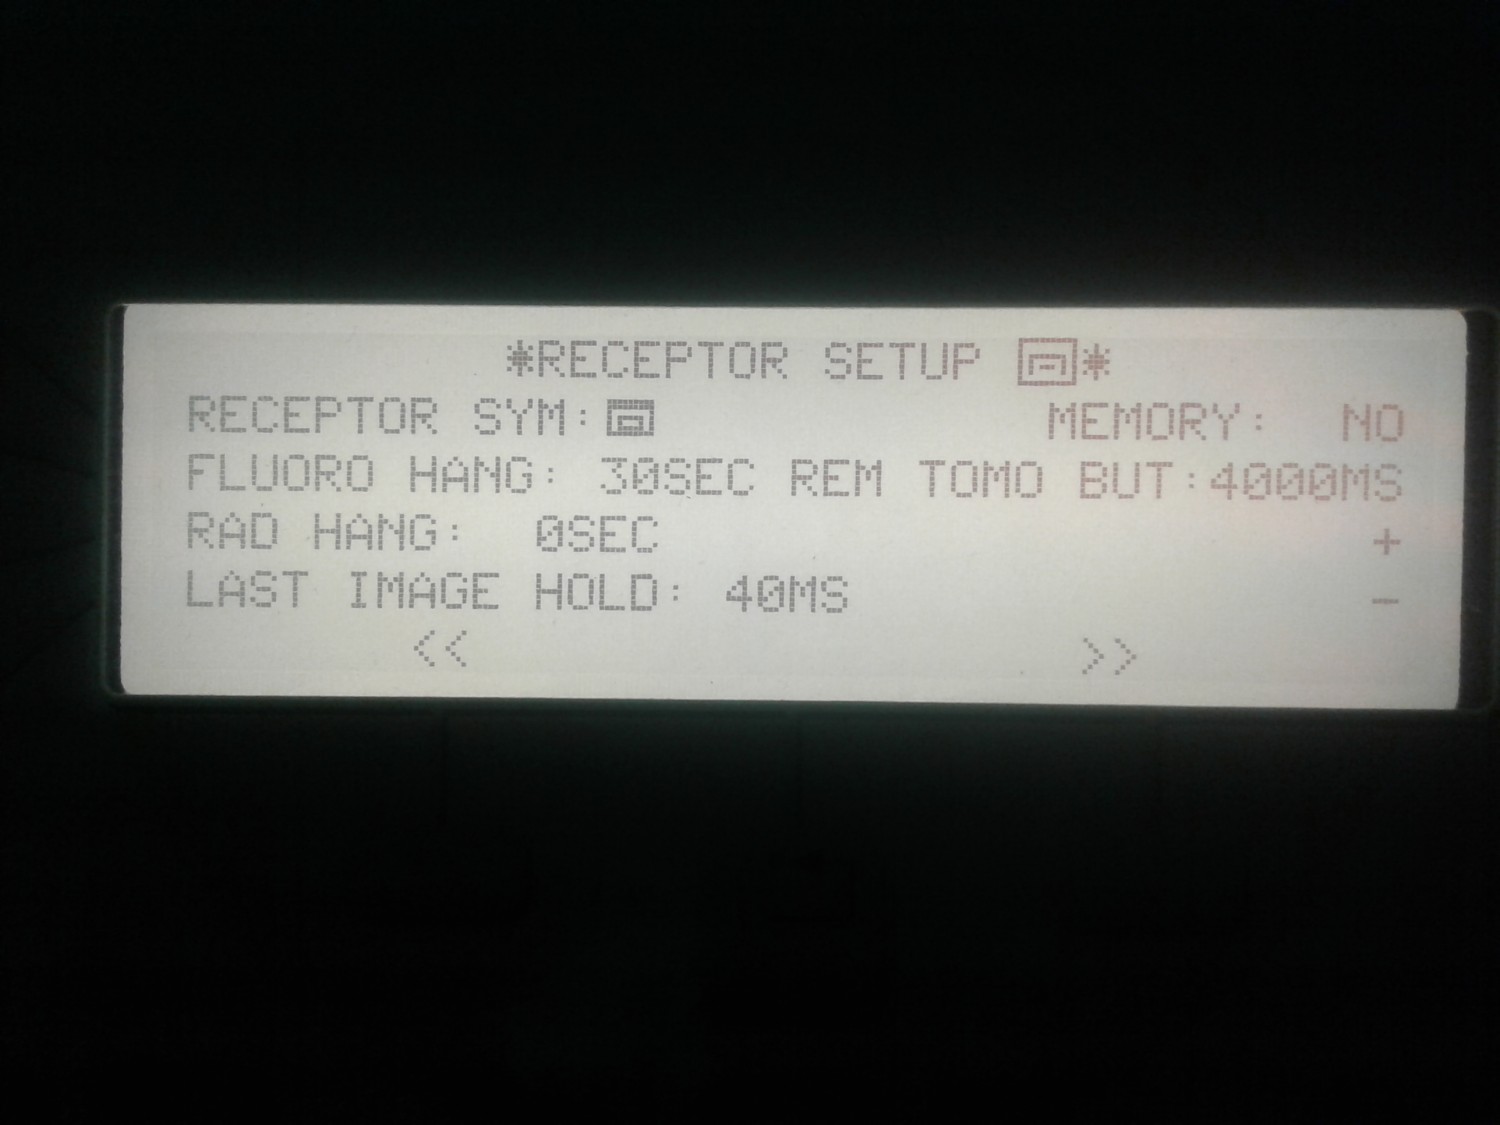 *RECEPTOR SETUP *
RECEPTOR SYM: MEMORY: NO
FLUORO HANG: 30SEC REM TOMO BUT:4000MS
RAD HANG: 0SEC +
LAST IMAGE HOLD: 40MS -
<< >>